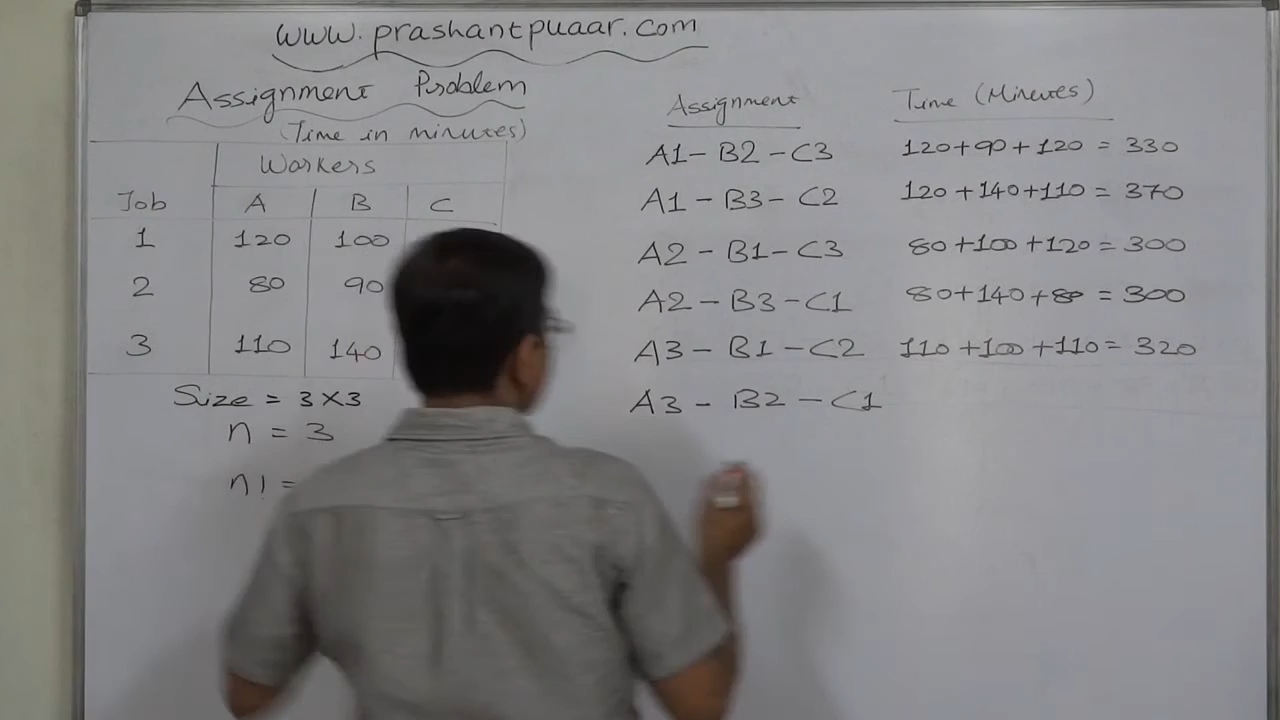 www.prashantpuaar.com
Assignment Problem
(Time in minutes)
Workers
Job A B C
1 120 100
2 80 90
3 110 140
Size = 3×3
n = 3
n! =
Assignment Time (Minutes)
A1 - B2 - C3 120+90+120 = 330
A1 - B3 - C2 120+140+110 = 370
A2 - B1 - C3 80+100+120 = 300
A2 - B3 - C1 80+140+80 = 300
A3 - B1 - C2 110+100+110 = 320
A3 - B2 - C1